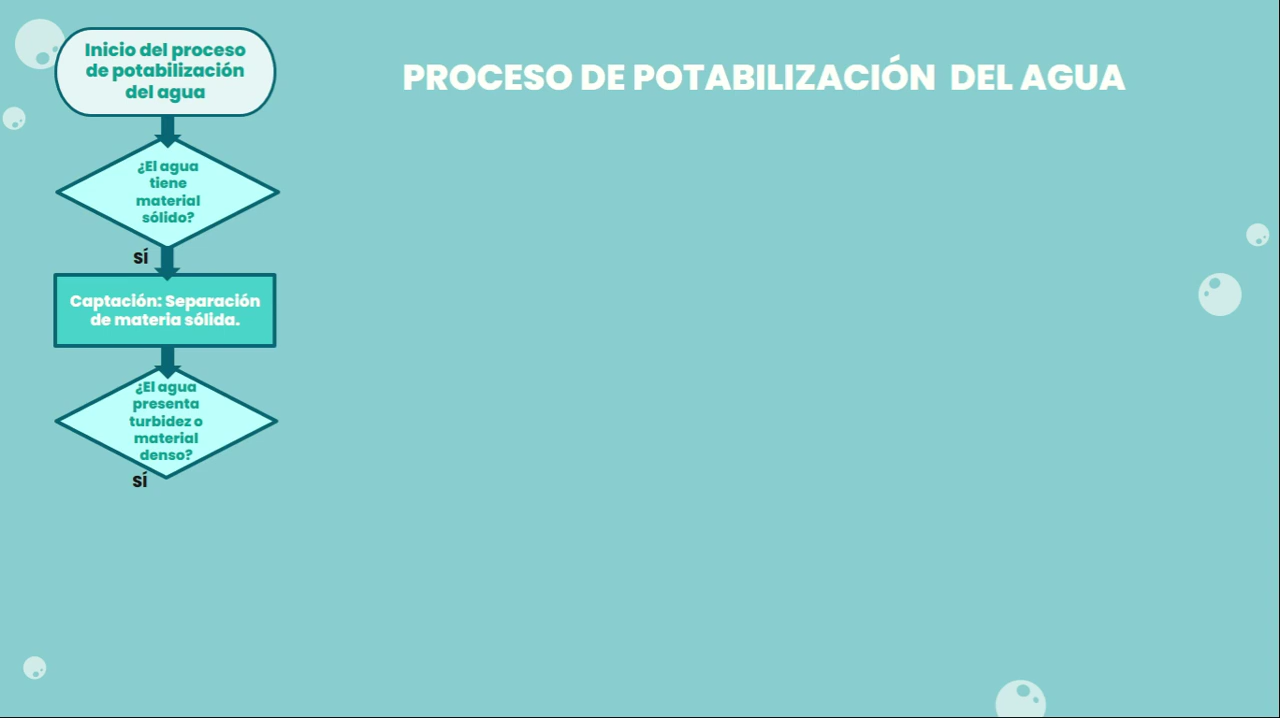 PROCESO DE POTABILIZACIÓN DEL AGUA
Inicio del proceso
de potabilización
del agua
¿El agua
tiene
material
sólido?
SÍ
Captación: Separación
de materia sólida.
¿El agua
presenta
turbidez o
material
denso?
SÍ